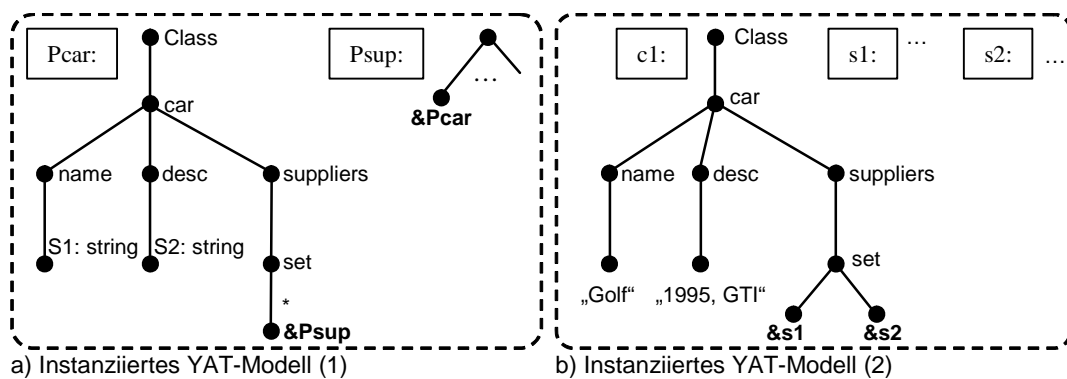 Pcar:
Class
car
name
desc
suppliers
S1: string
S2: string
set
*
&Psup
Psup:
...
&Pcar
a) Instanziiertes YAT-Modell (1)
c1:
Class
s1:
...
s2:
...
car
name
desc
suppliers
set
„Golf“
„1995, GTI“
&s1
&s2
b) Instanziiertes YAT-Modell (2)